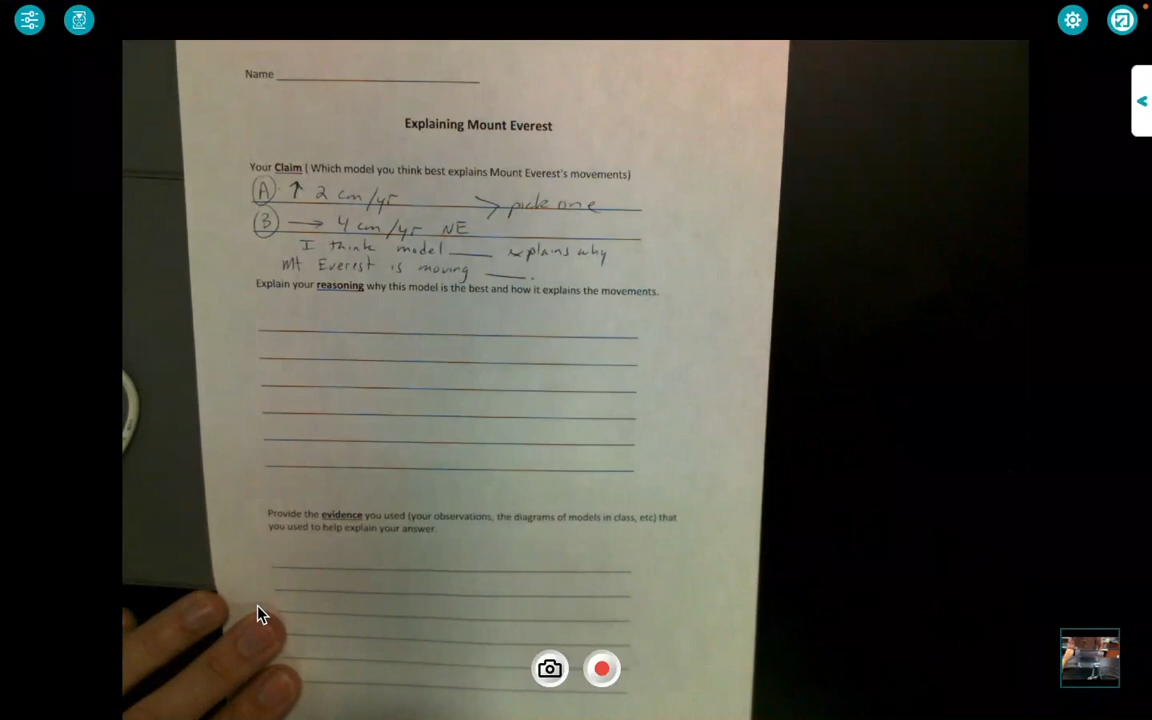 Name
Explaining Mount Everest
Your Claim ( Which model you think best explains Mount Everest's movements)
(A) ↑ 2 cm/yr > pick one
(B) → 4 cm/yr NE
I think model ____ explains why
Mt Everest is moving ____.
Explain your reasoning why this model is the best and how it explains the movements.
Provide the evidence you used (your observations, the diagrams of models in class, etc) that
you used to help explain your answer.